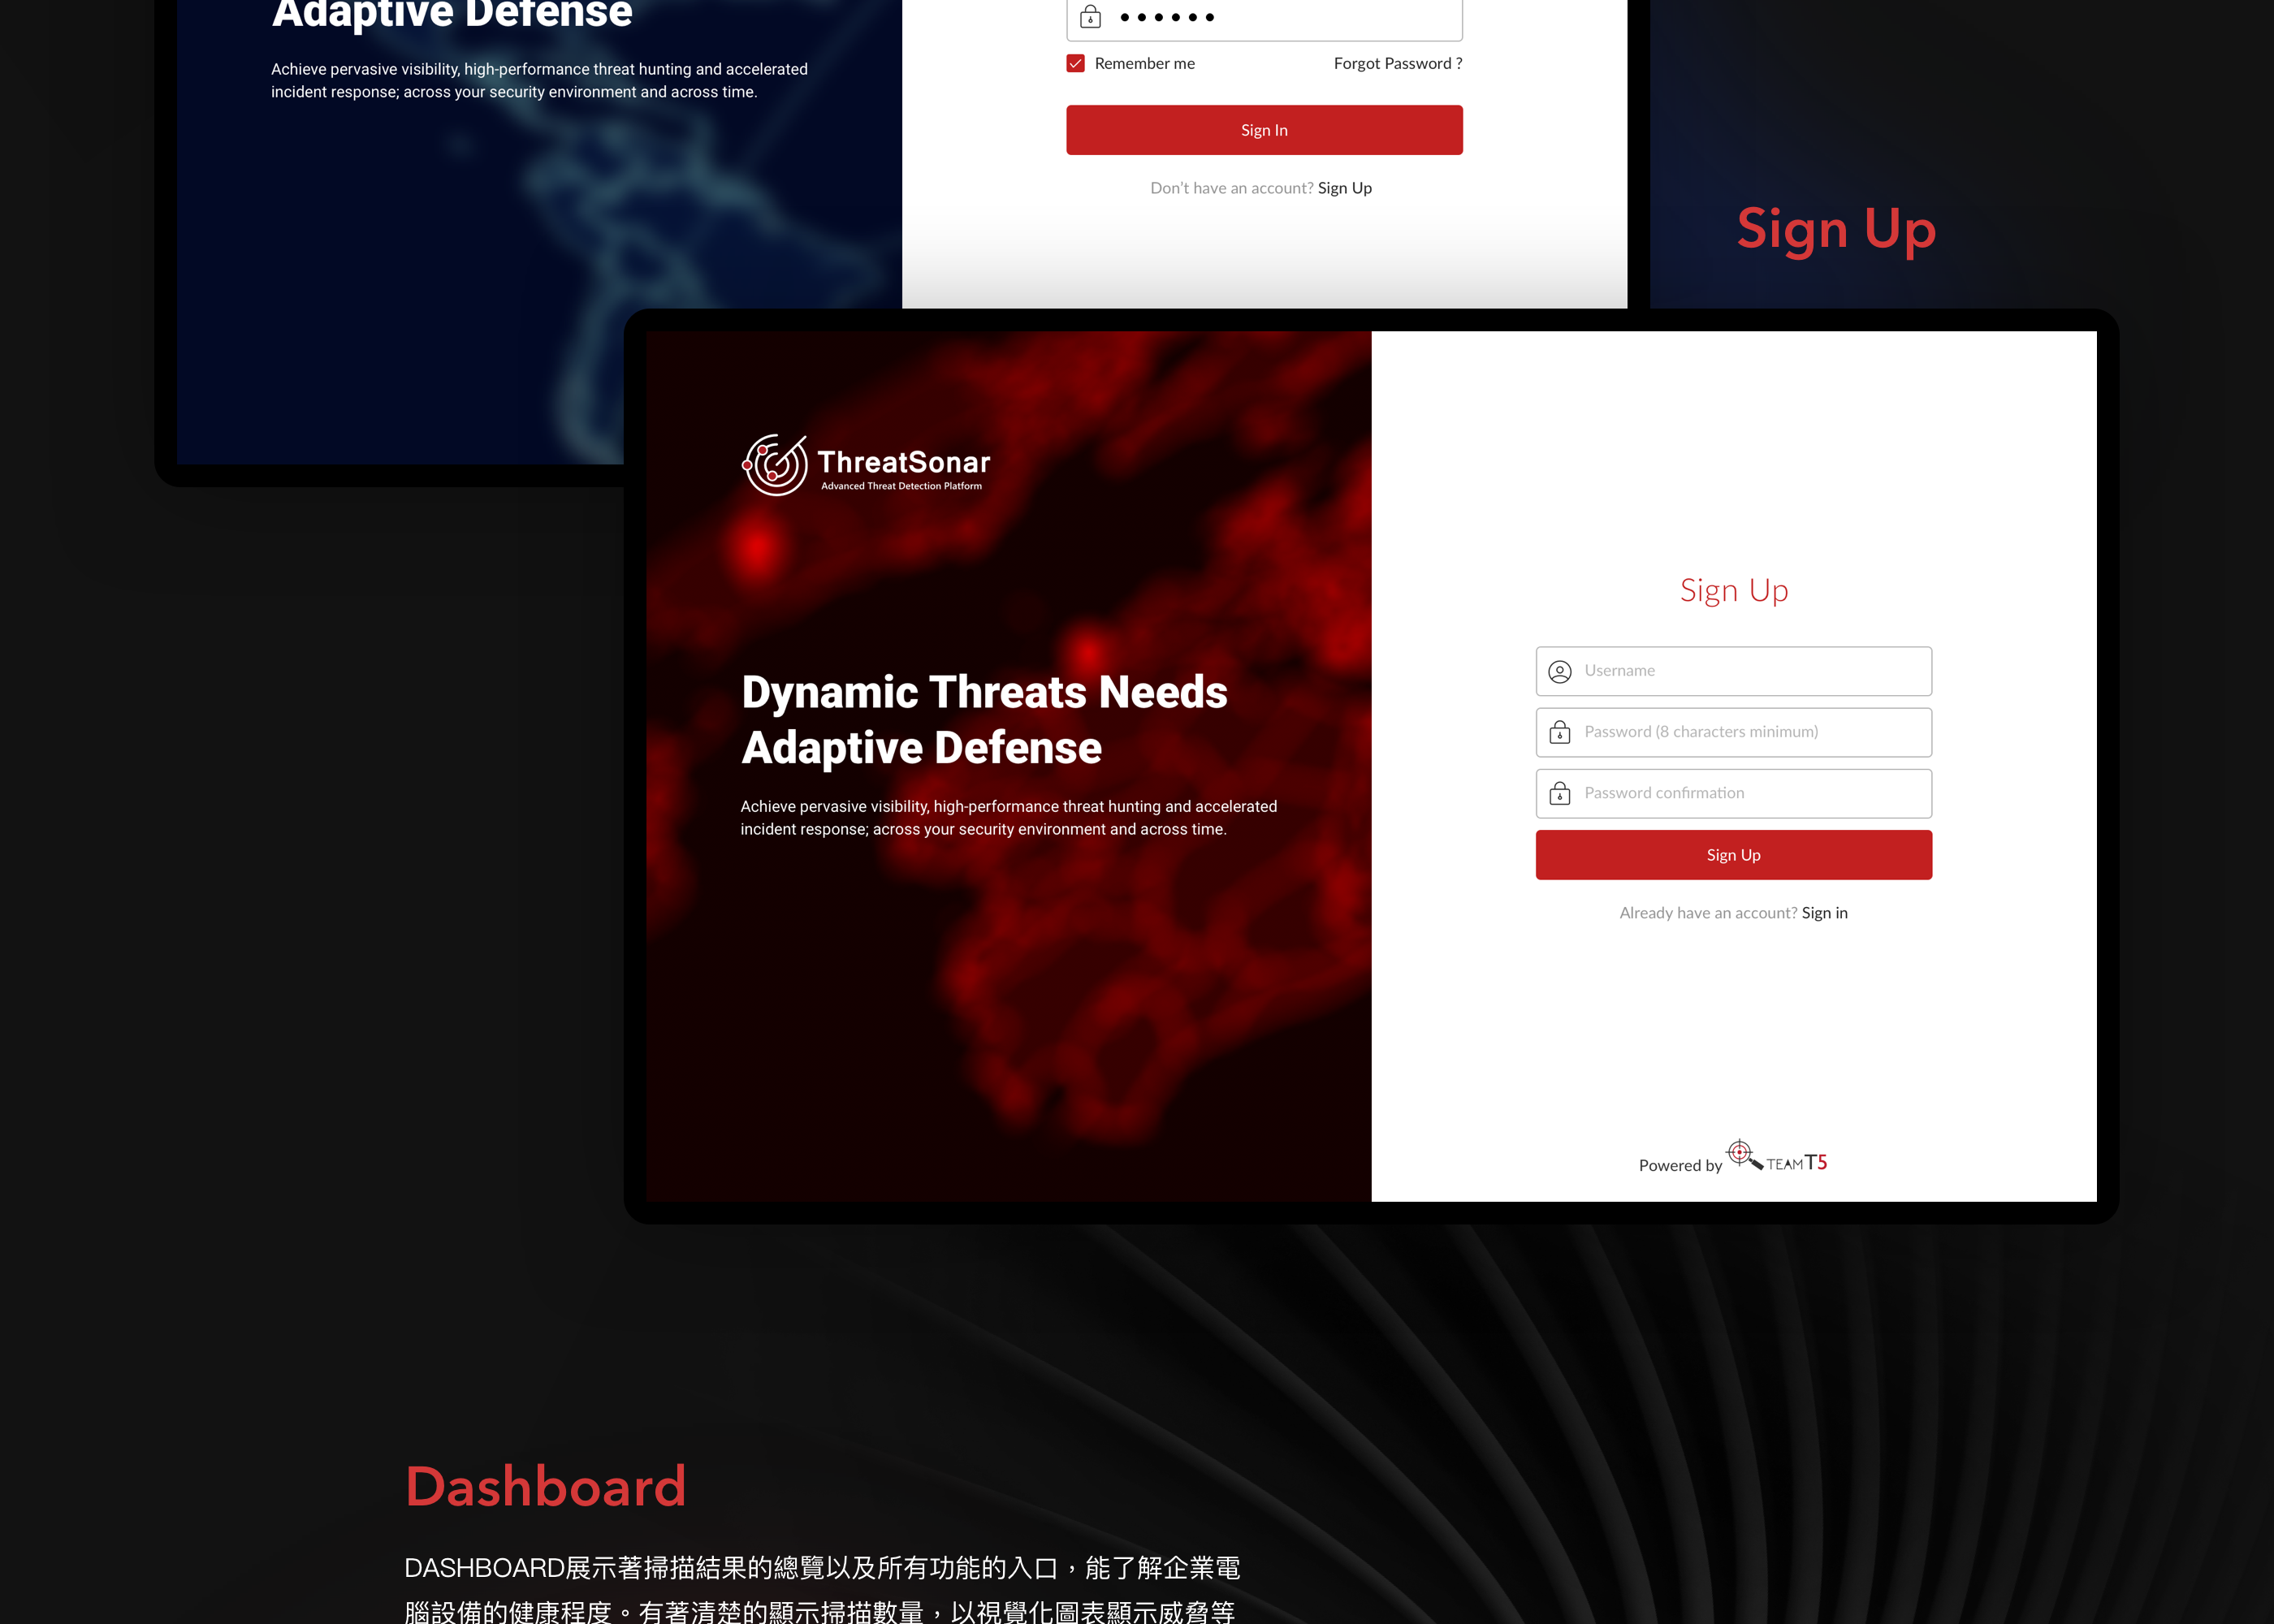 Adaptive Defense
Achieve pervasive visibility, high-performance threat hunting and accelerated
incident response; across your security environment and across time.
Remember me
Forgot Password ?
Sign In
Don't have an account? Sign Up
Sign Up
ThreatSonar
Advanced Threat Detection Platform
Dynamic Threats Needs
Adaptive Defense
Achieve pervasive visibility, high-performance threat hunting and accelerated
incident response; across your security environment and across time.
Sign Up
Username
Password (8 characters minimum)
Password confirmation
Sign Up
Already have an account? Sign in
Powered by TEAMT5
Dashboard
DASHBOARD展示著掃描結果的總覽以及所有功能的入口，能了解企業電
腦設備的健康程度。有著清楚的顯示掃描數量，以視覺化圖表顯示威脅等